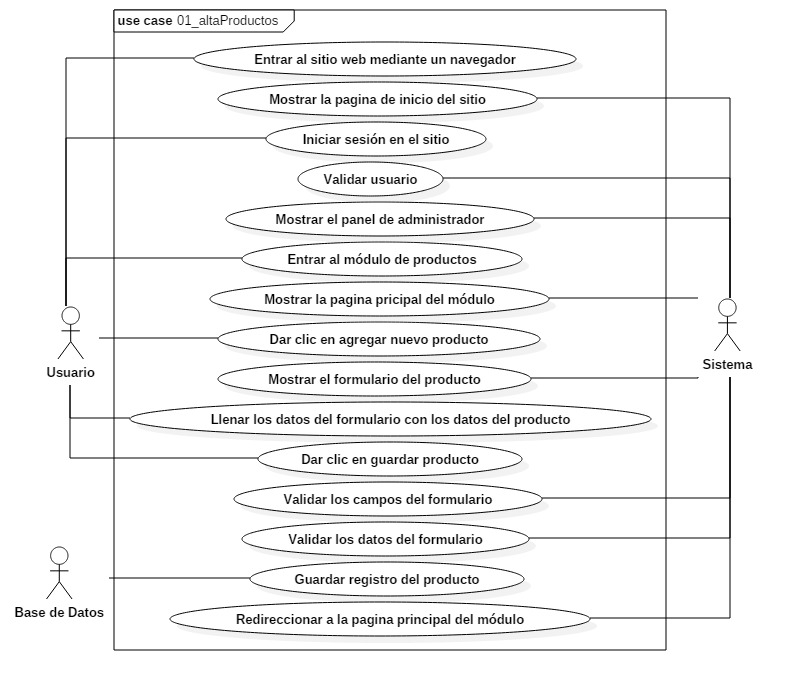 use case 01_altaProductos
Entrar al sitio web mediante un navegador
Mostrar la pagina de inicio del sitio
Iniciar sesión en el sitio
Validar usuario
Mostrar el panel de administrador
Entrar al módulo de productos
Mostrar la pagina pricipal del módulo
Dar clic en agregar nuevo producto
Sistema
Usuario
Mostrar el formulario del producto
Llenar los datos del formulario con los datos del producto
Dar clic en guardar producto
Validar los campos del formulario
Validar los datos del formulario
Guardar registro del producto
Base de Datos
Redireccionar a la pagina principal del módulo